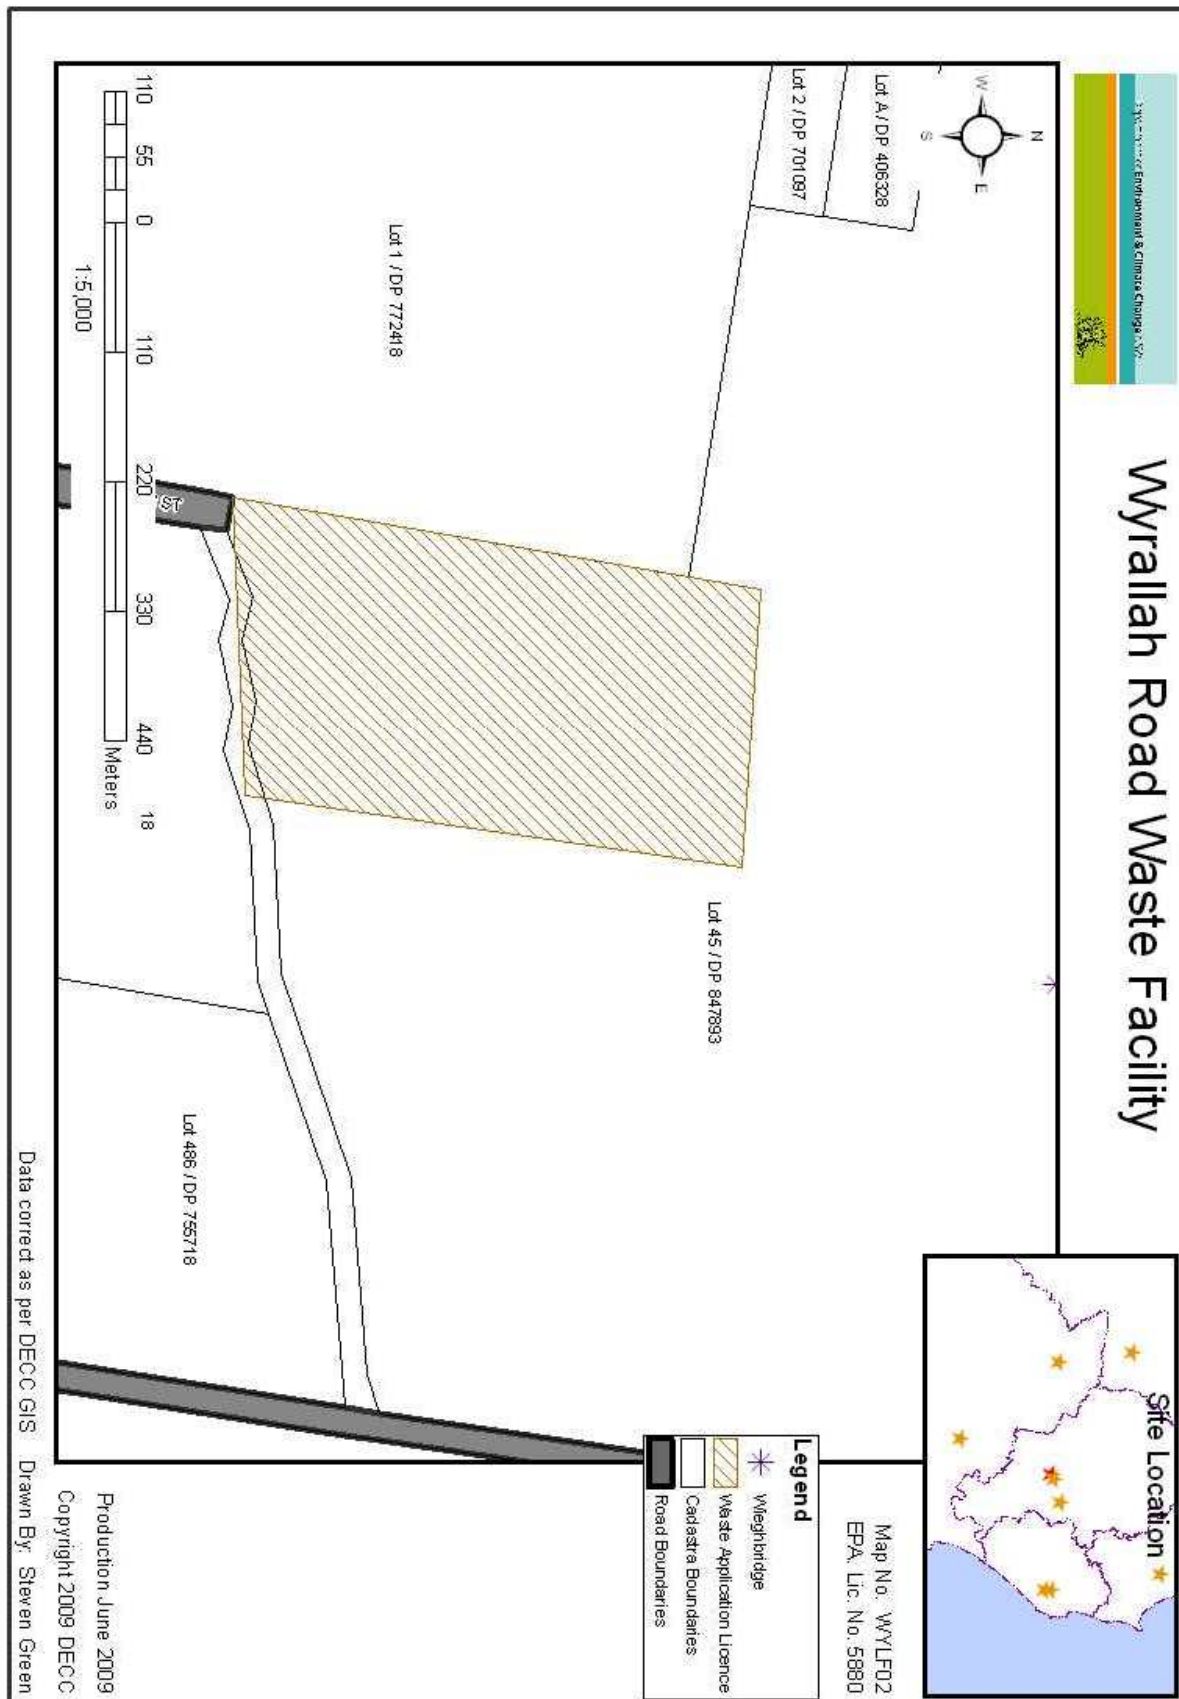 Environment & Climate Change NSW
Wyrallah Road Waste Facility
Site Location
N
W
E
S
Lot A / DP 406328
Lot 2 / DP 701097
Lot 45 / DP 847893
Lot 1 / DP 772418
Lot 486 / DP 755718
ST
18
110 55 0 110 220 330 440
Meters
1:5,000
Map No. WYLF02
EPA. Lic. No. 5880
Legend
Wieghbridge
Waste Application Licence
Cadastra Boundaries
Road Boundaries
Production June 2009
Copyright 2009 DECC
Data correct as per DECC GIS Drawn By: Steven Green